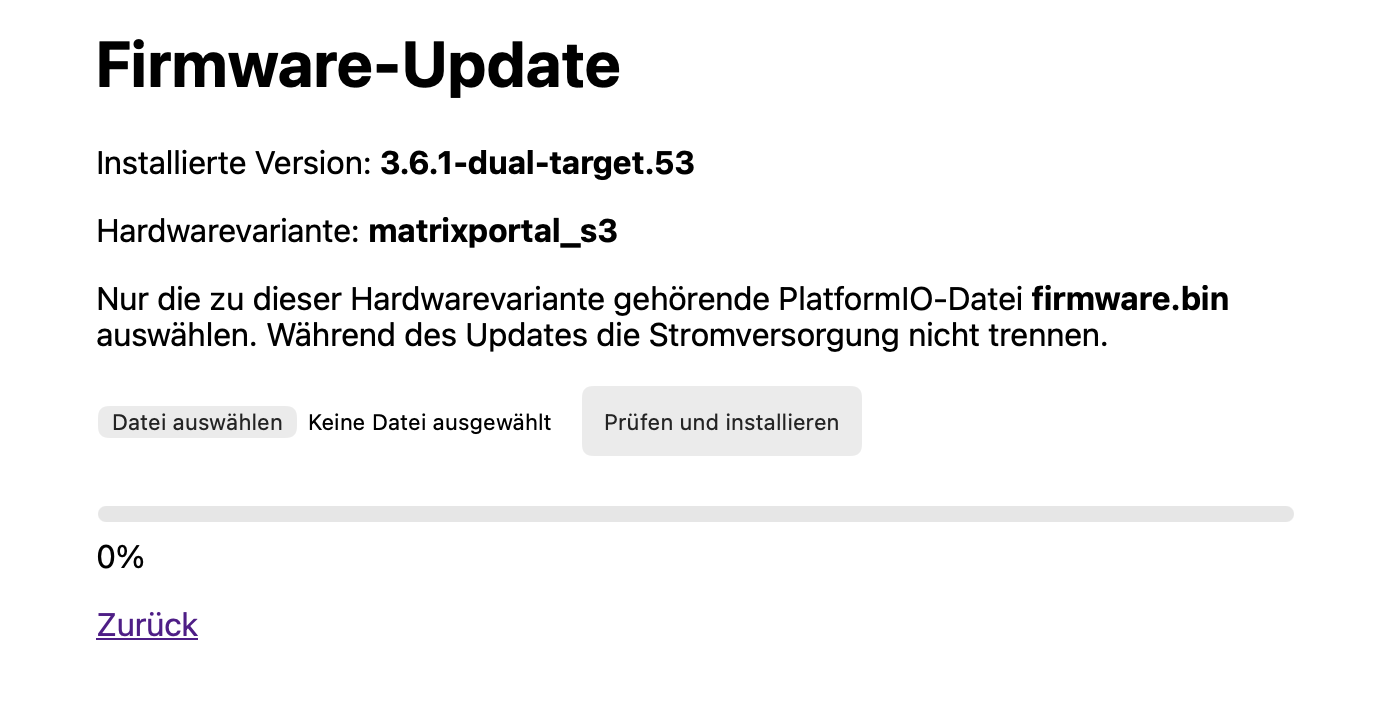 Firmware-Update
Installierte Version: 3.6.1-dual-target.53
Hardwarevariante: matrixportal_s3
Nur die zu dieser Hardwarevariante gehörende PlatformIO-Datei firmware.bin
auswählen. Während des Updates die Stromversorgung nicht trennen.
Datei auswählen Keine Datei ausgewählt Prüfen und installieren
0%
Zurück